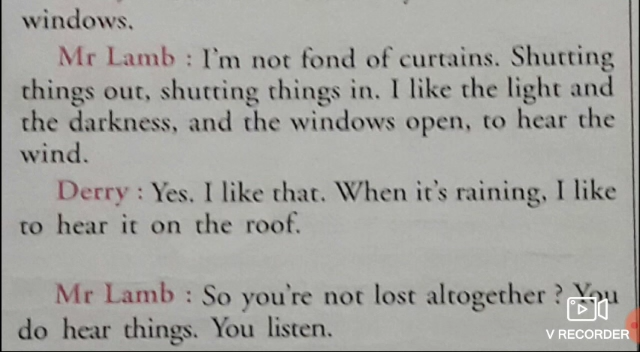 windows.
Mr Lamb : I'm not fond of curtains. Shutting
things out, shutting things in. I like the light and
the darkness, and the windows open, to hear the
wind.
Derry : Yes. I like that. When it's raining, I like
to hear it on the roof.
Mr Lamb : So you're not lost altogether ? You
do hear things. You listen.
V RECORDER